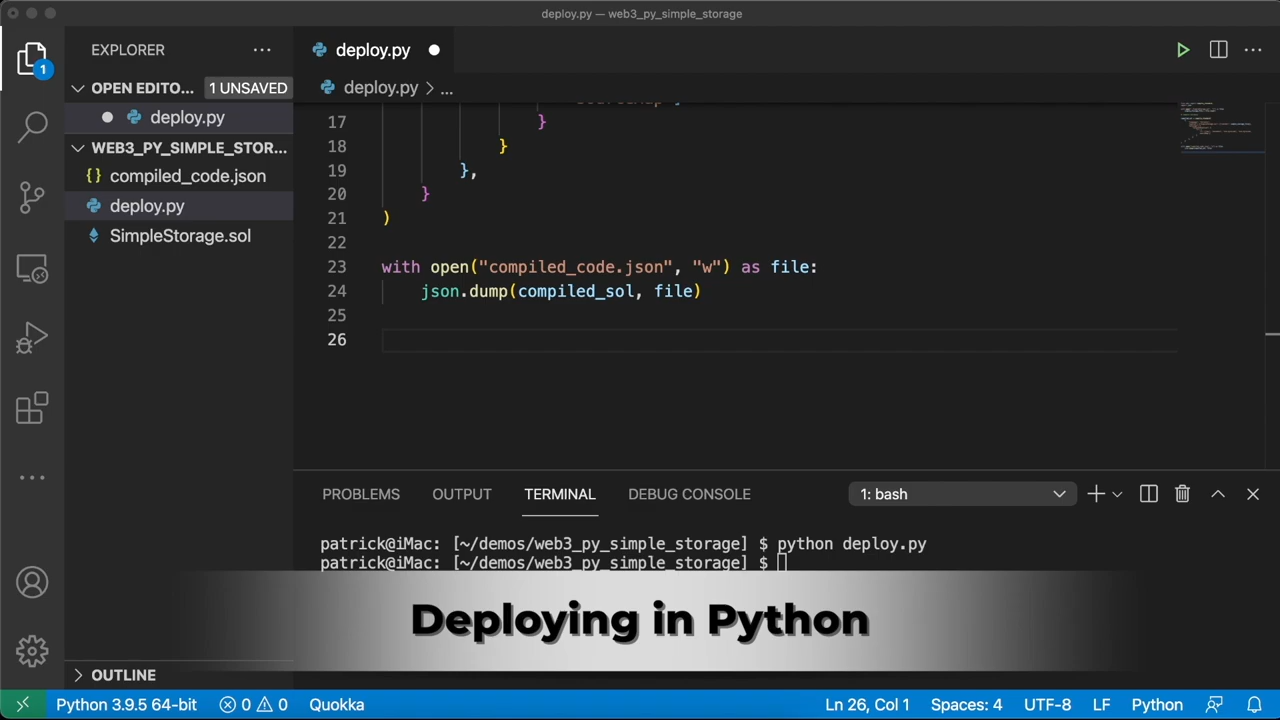 deploy.py — web3_py_simple_storage
EXPLORER
deploy.py
OPEN EDITO... 1 UNSAVED
deploy.py
WEB3_PY_SIMPLE_STOR...
compiled_code.json
deploy.py
SimpleStorage.sol
OUTLINE
1
deploy.py > ...
17 }
18 }
19 },
20 }
21 )
22
23 with open("compiled_code.json", "w") as file:
24 json.dump(compiled_sol, file)
25
26
PROBLEMS OUTPUT TERMINAL DEBUG CONSOLE 1: bash
patrick@iMac: [~/demos/web3_py_simple_storage] $ python deploy.py
patrick@iMac: [~/demos/web3_py_simple_storage] $
Deploying in Python
Python 3.9.5 64-bit 0 0 Quokka Ln 26, Col 1 Spaces: 4 UTF-8 LF Python